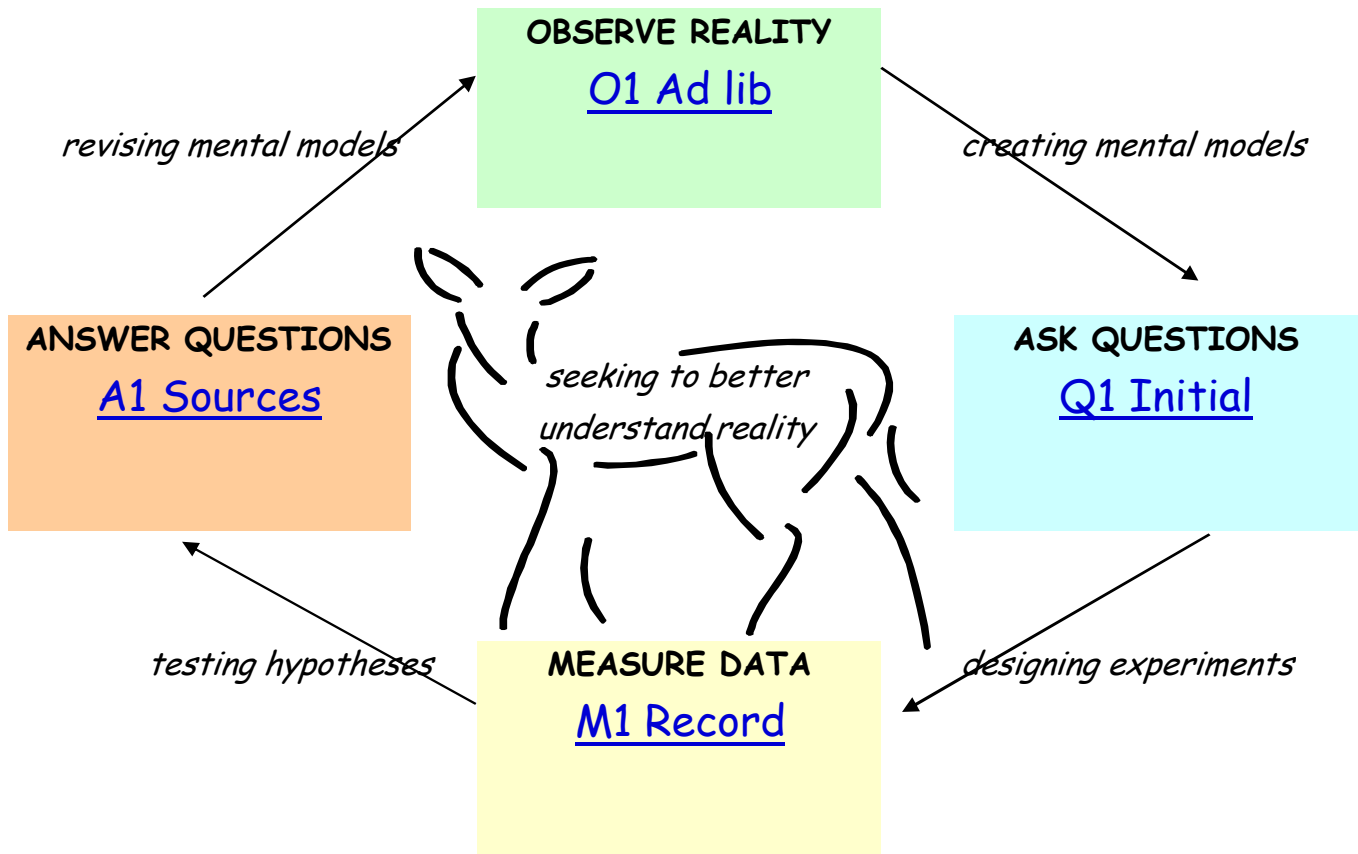 OBSERVE REALITY
O1 Ad lib
revising mental models
creating mental models
ANSWER QUESTIONS
A1 Sources
seeking to better
understand reality
ASK QUESTIONS
Q1 Initial
testing hypotheses
MEASURE DATA
M1 Record
designing experiments